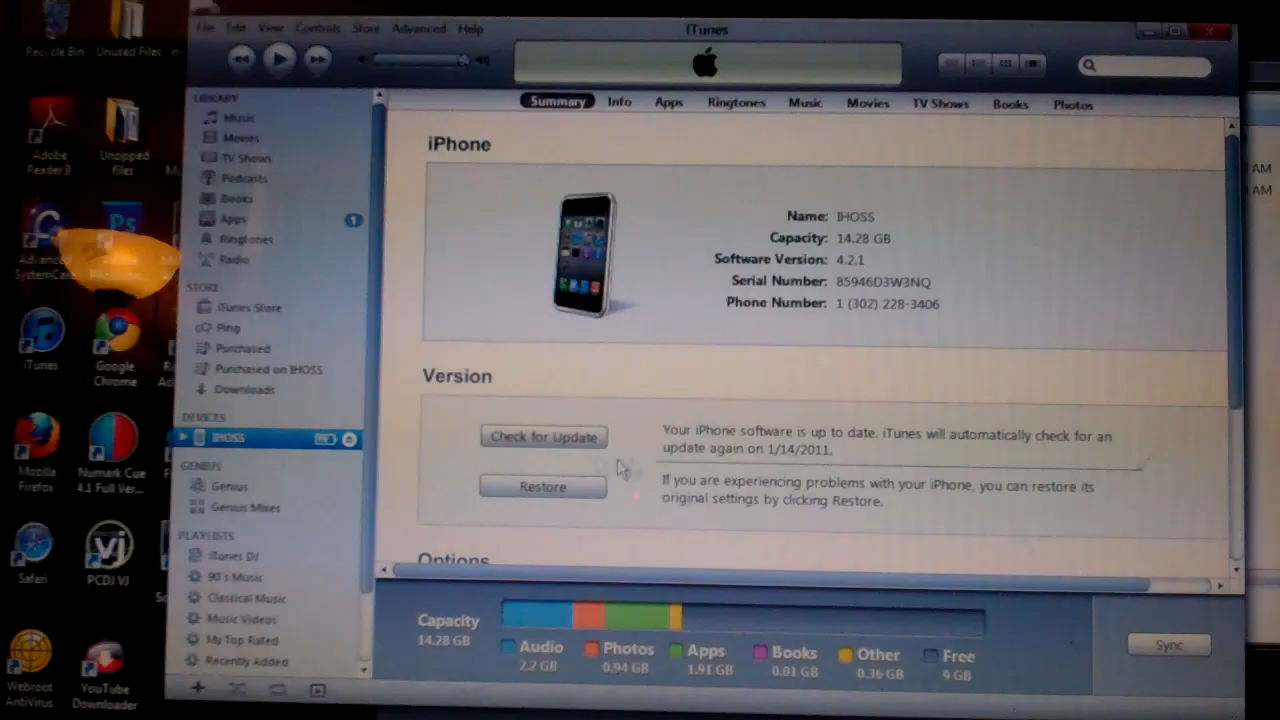 Recycle Bin
Unused Files
Adobe
Reader 9
Unopped
files
Ps
Advanc
SystemCare
iTunes
Google
Chrome
Mozilla
Firefox
Numark Cue
4.1 Full Ver...
Safari
vj
PCDJ VJ
Webroot
AntiVirus
YouTube
Downloader
File Edit View Controls Store Advanced Help
iTunes
LIBRARY
Music
Movies
TV Shows
Podcasts
Books
Apps 1
Ringtones
Radio
STORE
iTunes Store
Ping
Purchased
Purchased on IHOSS
Downloads
DEVICES
IHOSS
GENIUS
Genius
Genius Mixes
PLAYLISTS
iTunes DJ
90's Music
Classical Music
Music Videos
My Top Rated
Recently Added
Summary Info Apps Ringtones Music Movies TV Shows Books Photos
iPhone
Name: IHOSS
Capacity: 14.28 GB
Software Version: 4.2.1
Serial Number: 85946D3W3NQ
Phone Number: 1 (302) 228-3406
Version
Check for Update
Your iPhone software is up to date. iTunes will automatically check for an
update again on 1/14/2011.
Restore
If you are experiencing problems with your iPhone, you can restore its
original settings by clicking Restore.
Options
Capacity
14.28 GB
Audio
2.2 GB
Photos
0.94 GB
Apps
1.91 GB
Books
0.01 GB
Other
0.36 GB
Free
9 GB
Sync
AM
AM